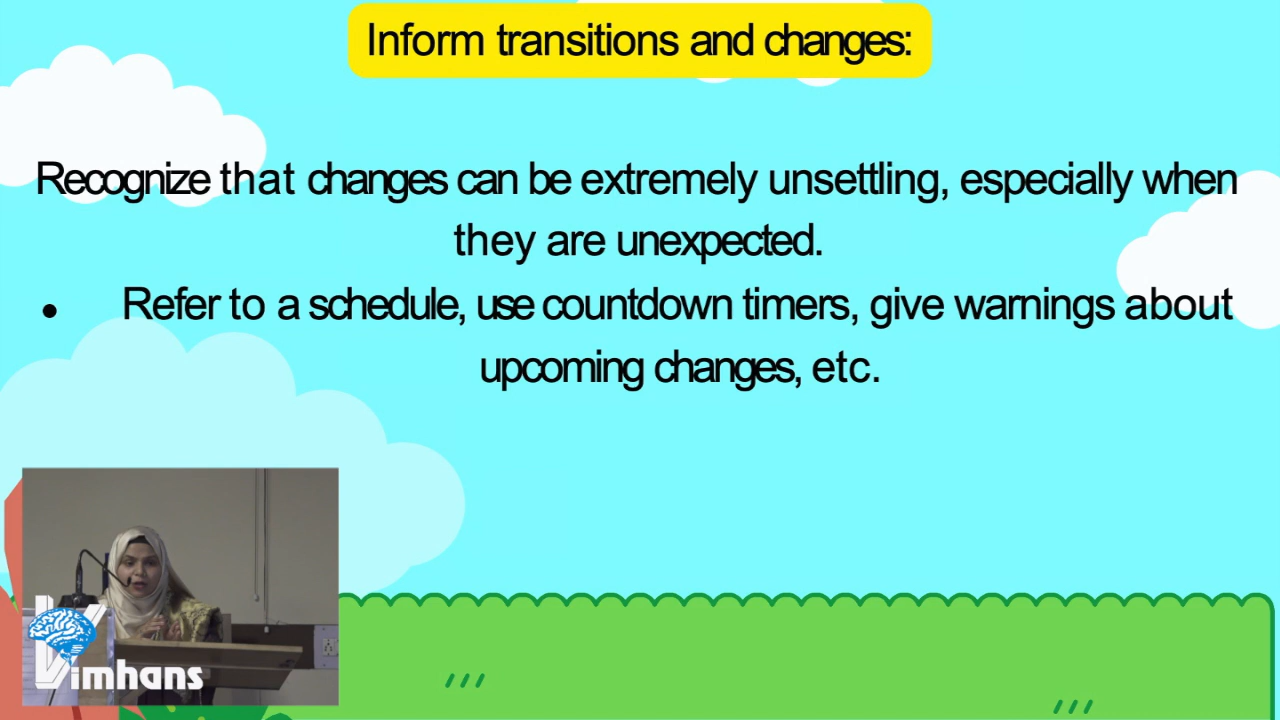 Inform transitions and changes:
Recognize that changes can be extremely unsettling, especially when
they are unexpected.
• Refer to a schedule, use countdown timers, give warnings about
upcoming changes, etc.
Vimhans